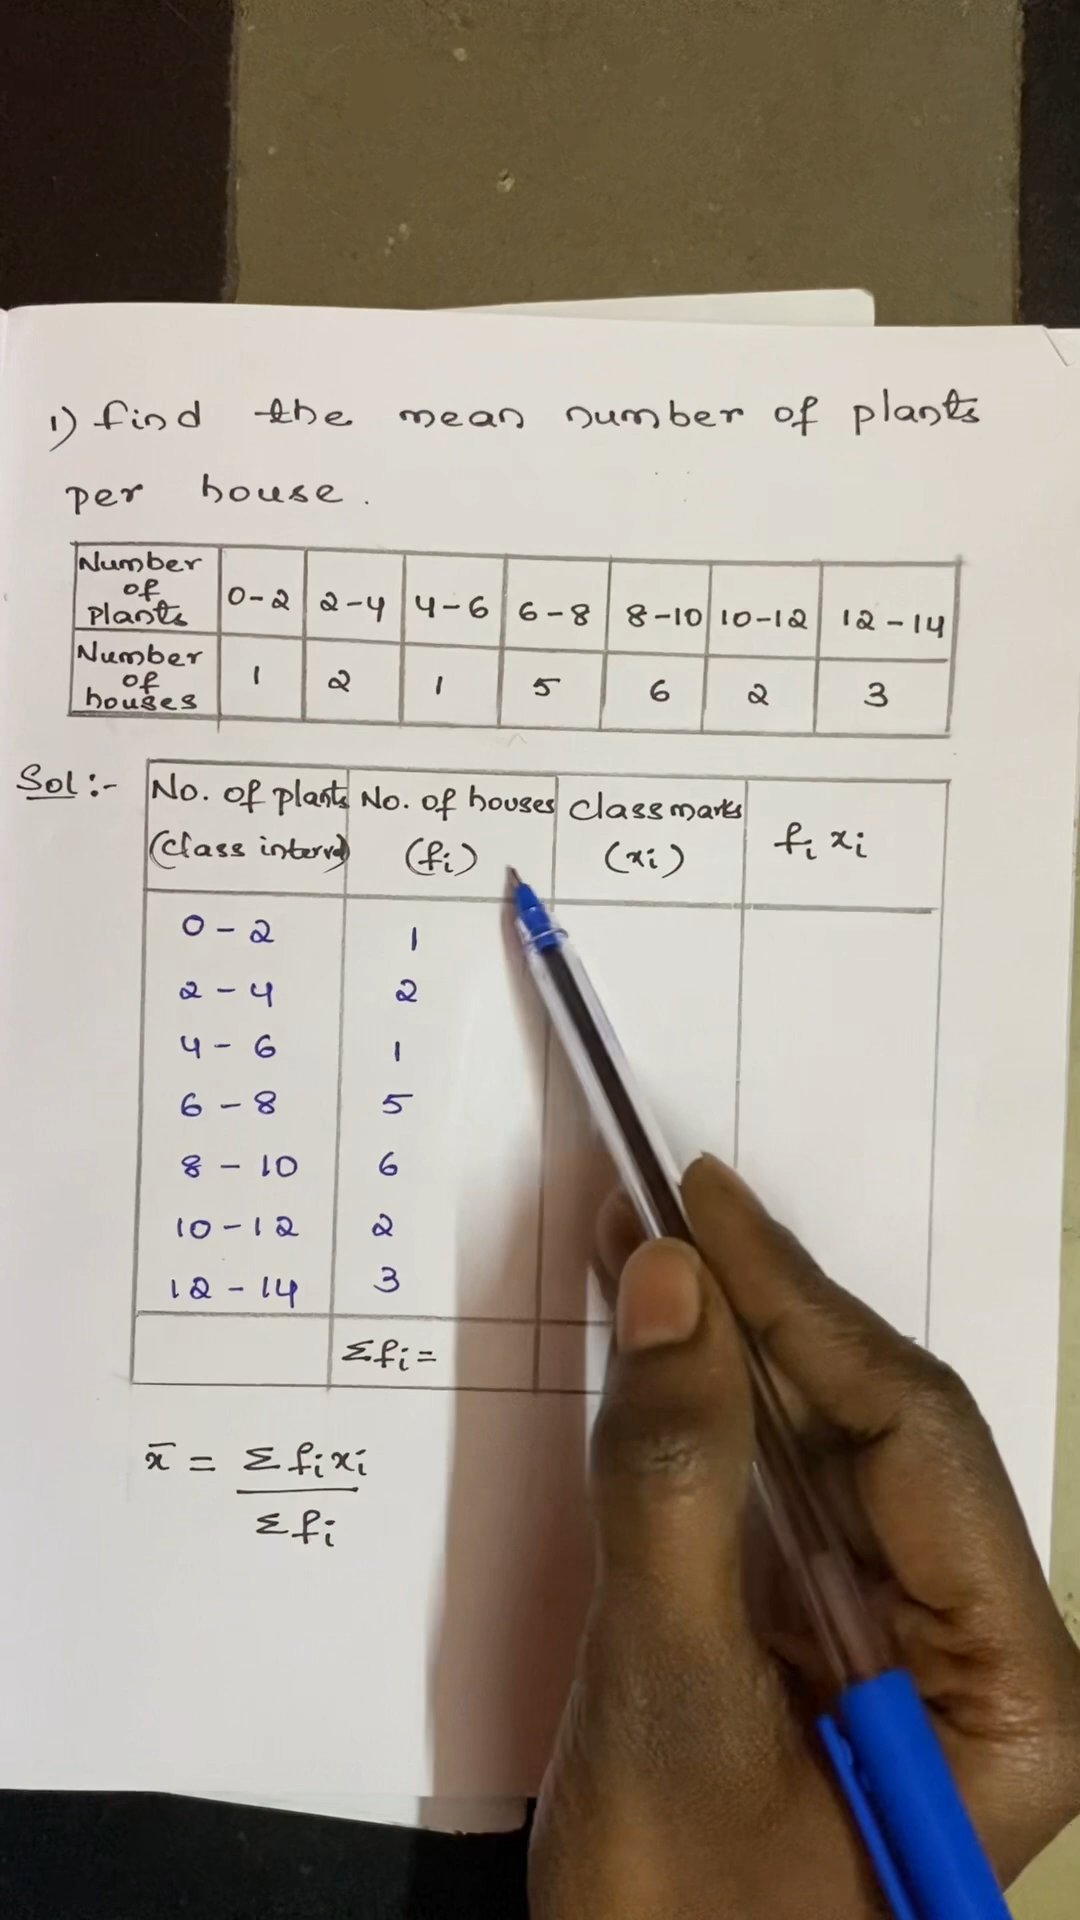 1) find the mean number of plants
per house.
Number of plants 0-2 2-4 4-6 6-8 8-10 10-12 12-14
Number of houses 1 2 1 5 6 2 3
Sol:- No. of plants (class interval) No. of houses (fi) class marks (xi) fi xi
0-2 1
2-4 2
4-6 1
6-8 5
8-10 6
10-12 2
12-14 3
Σfi=
x̄ = Σfixi
Σfi